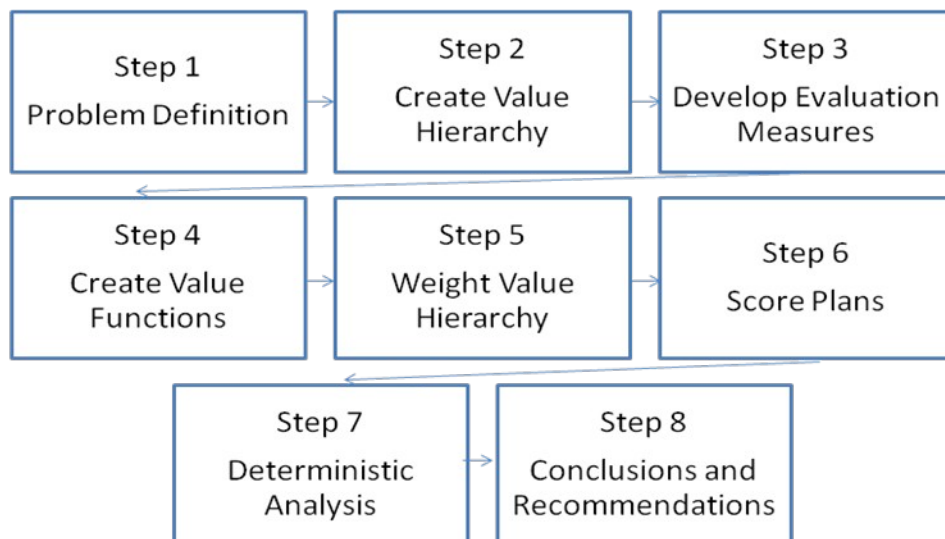 Step 1
Problem Definition
Step 2
Create Value
Hierarchy
Step 3
Develop Evaluation
Measures
Step 4
Create Value
Functions
Step 5
Weight Value
Hierarchy
Step 6
Score Plans
Step 7
Deterministic
Analysis
Step 8
Conclusions and
Recommendations